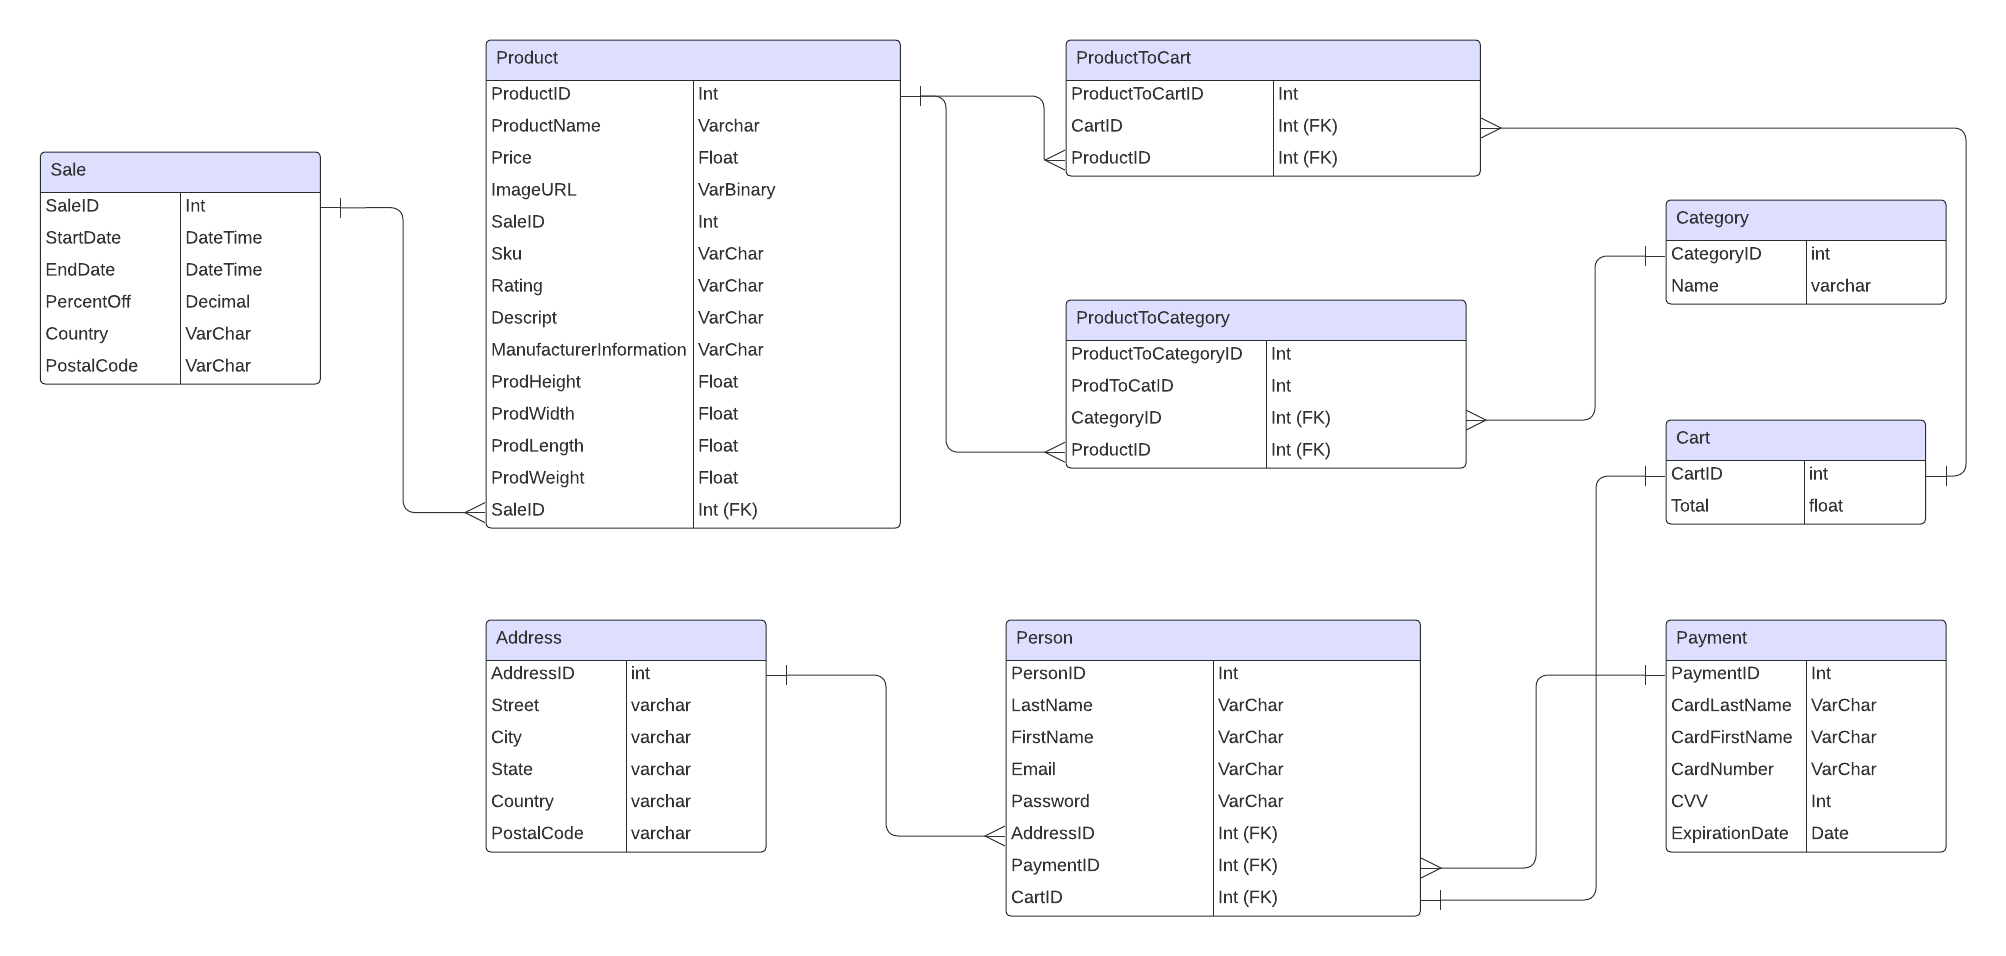 Product
ProductID Int
ProductName Varchar
Price Float
ImageURL VarBinary
SaleID Int
Sku VarChar
Rating VarChar
Descript VarChar
ManufacturerInformation VarChar
ProdHeight Float
ProdWidth Float
ProdLength Float
ProdWeight Float
SaleID Int (FK)
ProductToCart
ProductToCartID Int
CartID Int (FK)
ProductID Int (FK)
Sale
SaleID Int
StartDate DateTime
EndDate DateTime
PercentOff Decimal
Country VarChar
PostalCode VarChar
Category
CategoryID int
Name varchar
ProductToCategory
ProductToCategoryID Int
ProdToCatID Int
CategoryID Int (FK)
ProductID Int (FK)
Cart
CartID int
Total float
Address
AddressID int
Street varchar
City varchar
State varchar
Country varchar
PostalCode varchar
Person
PersonID Int
LastName VarChar
FirstName VarChar
Email VarChar
Password VarChar
AddressID Int (FK)
PaymentID Int (FK)
CartID Int (FK)
Payment
PaymentID Int
CardLastName VarChar
CardFirstName VarChar
CardNumber VarChar
CVV Int
ExpirationDate Date